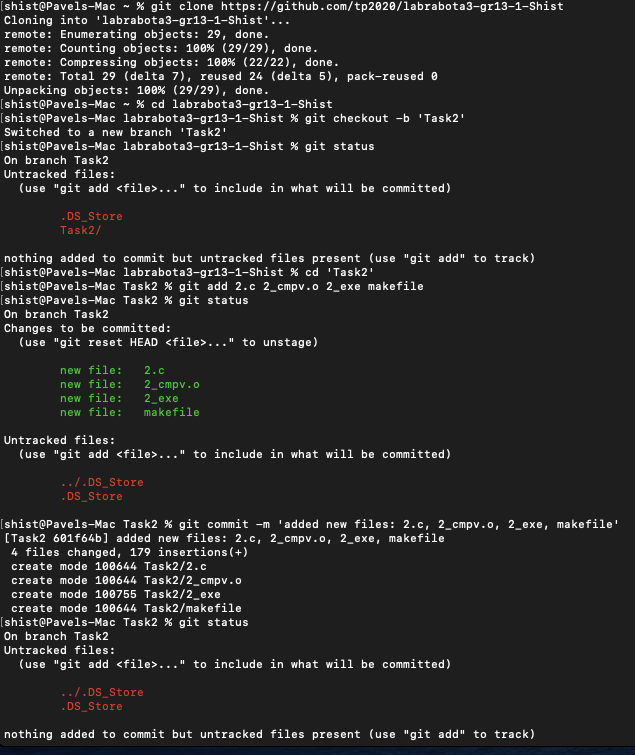 [shist@Pavels-Mac ~ % git clone https://github.com/tp2020/labrabota3-gr13-1-Shist
Cloning into 'labrabota3-gr13-1-Shist'...
remote: Enumerating objects: 29, done.
remote: Counting objects: 100% (29/29), done.
remote: Compressing objects: 100% (22/22), done.
remote: Total 29 (delta 7), reused 24 (delta 5), pack-reused 0
Unpacking objects: 100% (29/29), done.
[shist@Pavels-Mac ~ % cd labrabota3-gr13-1-Shist
[shist@Pavels-Mac labrabota3-gr13-1-Shist % git checkout -b 'Task2'
Switched to a new branch 'Task2'
[shist@Pavels-Mac labrabota3-gr13-1-Shist % git status
On branch Task2
Untracked files:
  (use "git add <file>..." to include in what will be committed)
        .DS_Store
        Task2/
nothing added to commit but untracked files present (use "git add" to track)
[shist@Pavels-Mac labrabota3-gr13-1-Shist % cd 'Task2'
[shist@Pavels-Mac Task2 % git add 2.c 2_cmpv.o 2_exe makefile
[shist@Pavels-Mac Task2 % git status
On branch Task2
Changes to be committed:
  (use "git reset HEAD <file>..." to unstage)
        new file:   2.c
        new file:   2_cmpv.o
        new file:   2_exe
        new file:   makefile
Untracked files:
  (use "git add <file>..." to include in what will be committed)
        ../.DS_Store
        .DS_Store
[shist@Pavels-Mac Task2 % git commit -m 'added new files: 2.c, 2_cmpv.o, 2_exe, makefile'
[Task2 601f64b] added new files: 2.c, 2_cmpv.o, 2_exe, makefile
 4 files changed, 179 insertions(+)
 create mode 100644 Task2/2.c
 create mode 100644 Task2/2_cmpv.o
 create mode 100755 Task2/2_exe
 create mode 100644 Task2/makefile
[shist@Pavels-Mac Task2 % git status
On branch Task2
Untracked files:
  (use "git add <file>..." to include in what will be committed)
        ../.DS_Store
        .DS_Store
nothing added to commit but untracked files present (use "git add" to track)